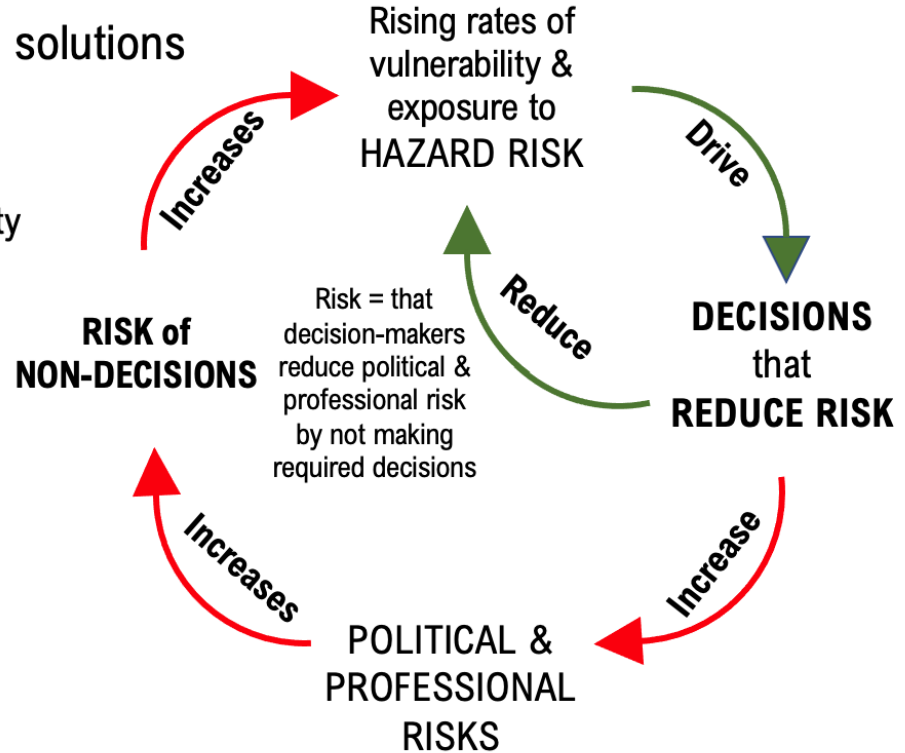 solutions
Rising rates of
vulnerability &
exposure to
HAZARD RISK
Increases
Drive
ty
Risk = that
decision-makers
reduce political &
professional risk
by not making
required decisions
Reduce
RISK of
NON-DECISIONS
DECISIONS
that
REDUCE RISK
Increases
Increase
POLITICAL &
PROFESSIONAL
RISKS